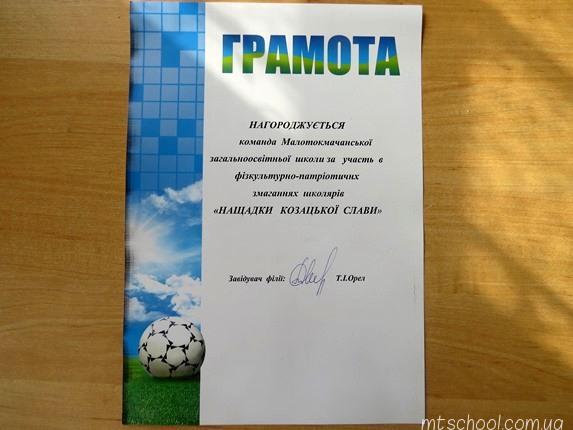 ГРАМОТА
НАГОРОДЖУЄТЬСЯ
команда Малотокмачанської
загальноосвітньої школи за участь в
фізкультурно-патріотичних
змаганнях школярів
«НАЩАДКИ КОЗАЦЬКОЇ СЛАВИ»
Завідувач філії: Т.І.Орел
mtschool.com.ua